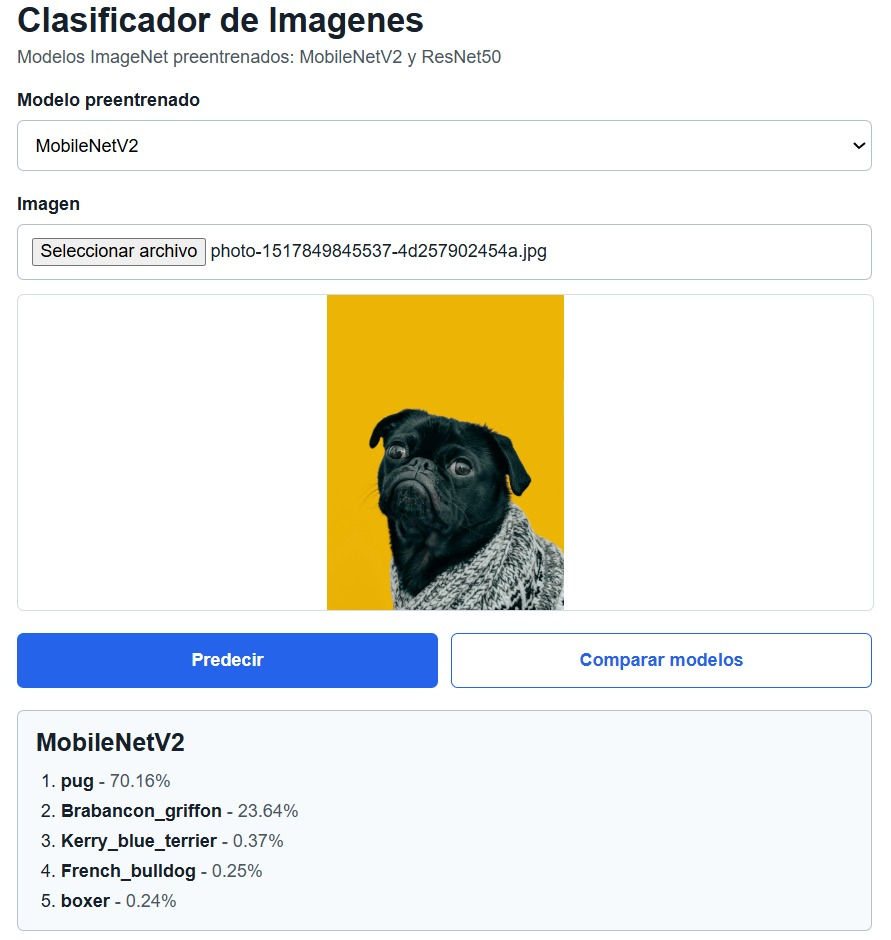 Clasificador de Imagenes
Modelos ImageNet preentrenados: MobileNetV2 y ResNet50
Modelo preentrenado
MobileNetV2
Imagen
Seleccionar archivo photo-1517849845537-4d257902454a.jpg
Predecir
Comparar modelos
MobileNetV2
1. pug - 70.16%
2. Brabancon_griffon - 23.64%
3. Kerry_blue_terrier - 0.37%
4. French_bulldog - 0.25%
5. boxer - 0.24%